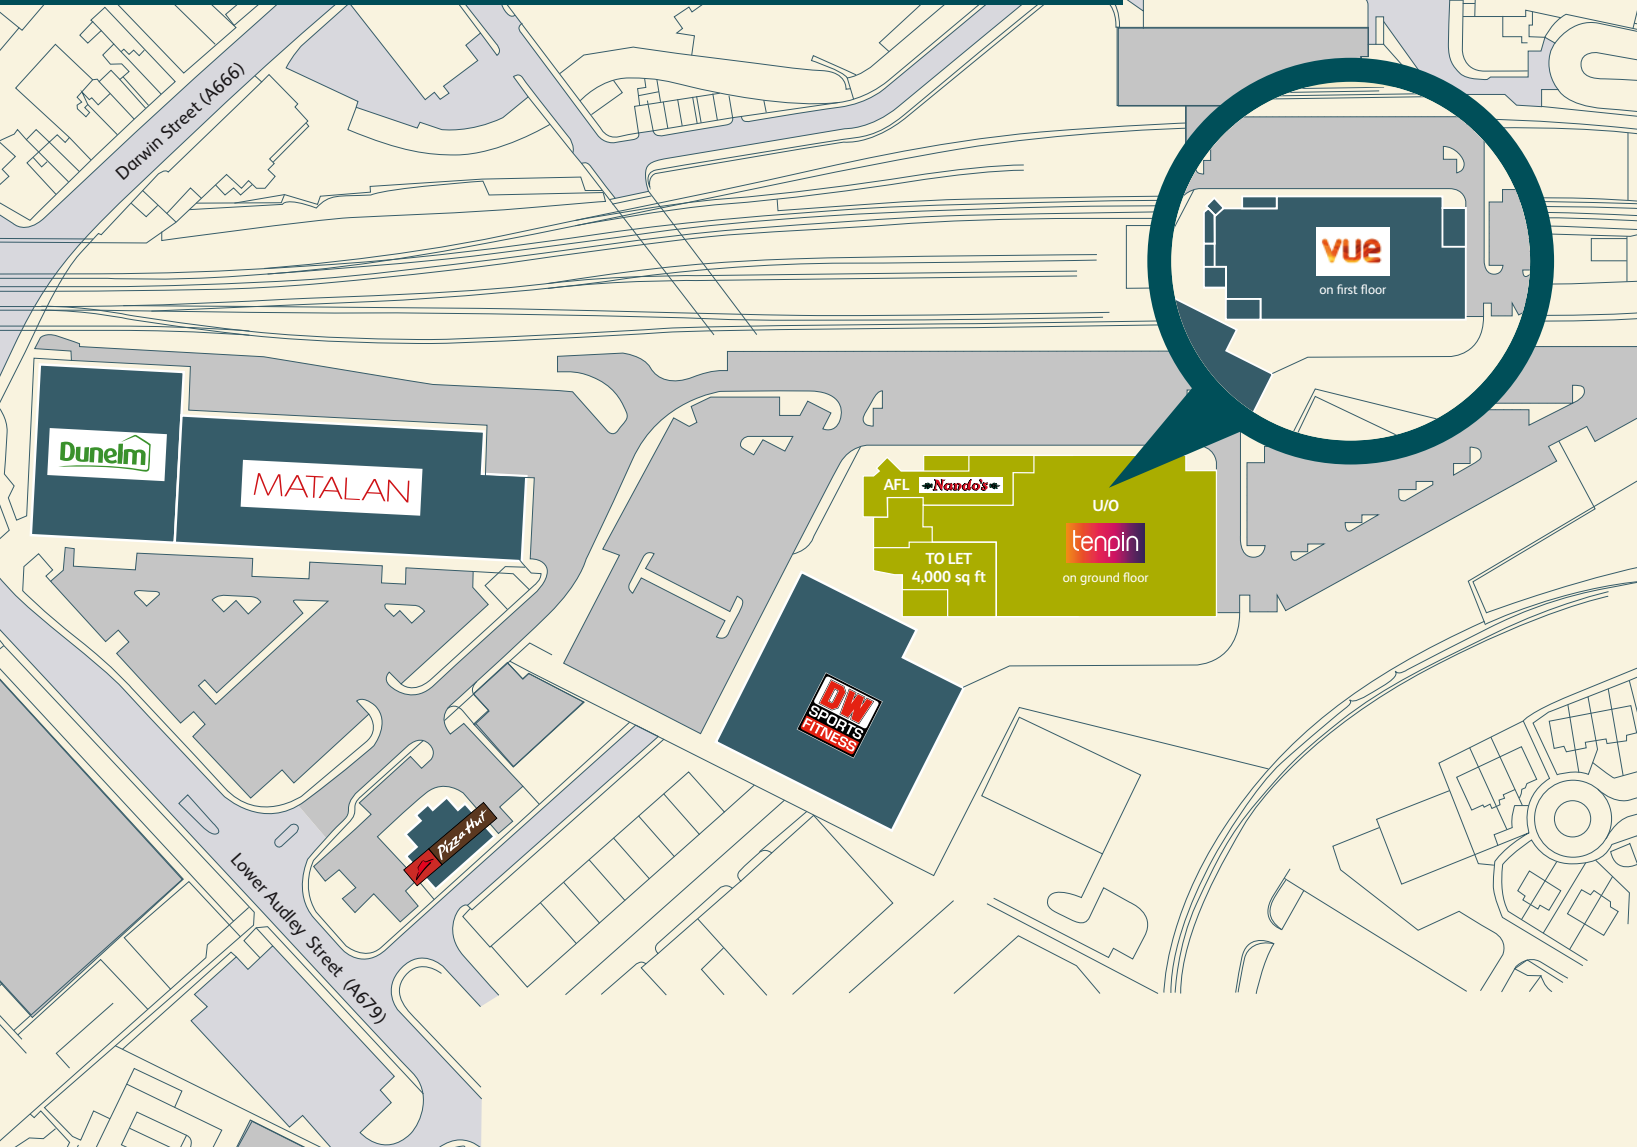 Darwin Street (A666)
vue
on first floor
Dunelm
MATALAN
AFL
Nando's
U/O
tenpin
on ground floor
TO LET
4,000 sq ft
DW
SPORTS
FITNESS
Pizza Hut
Lower Audley Street (A679)